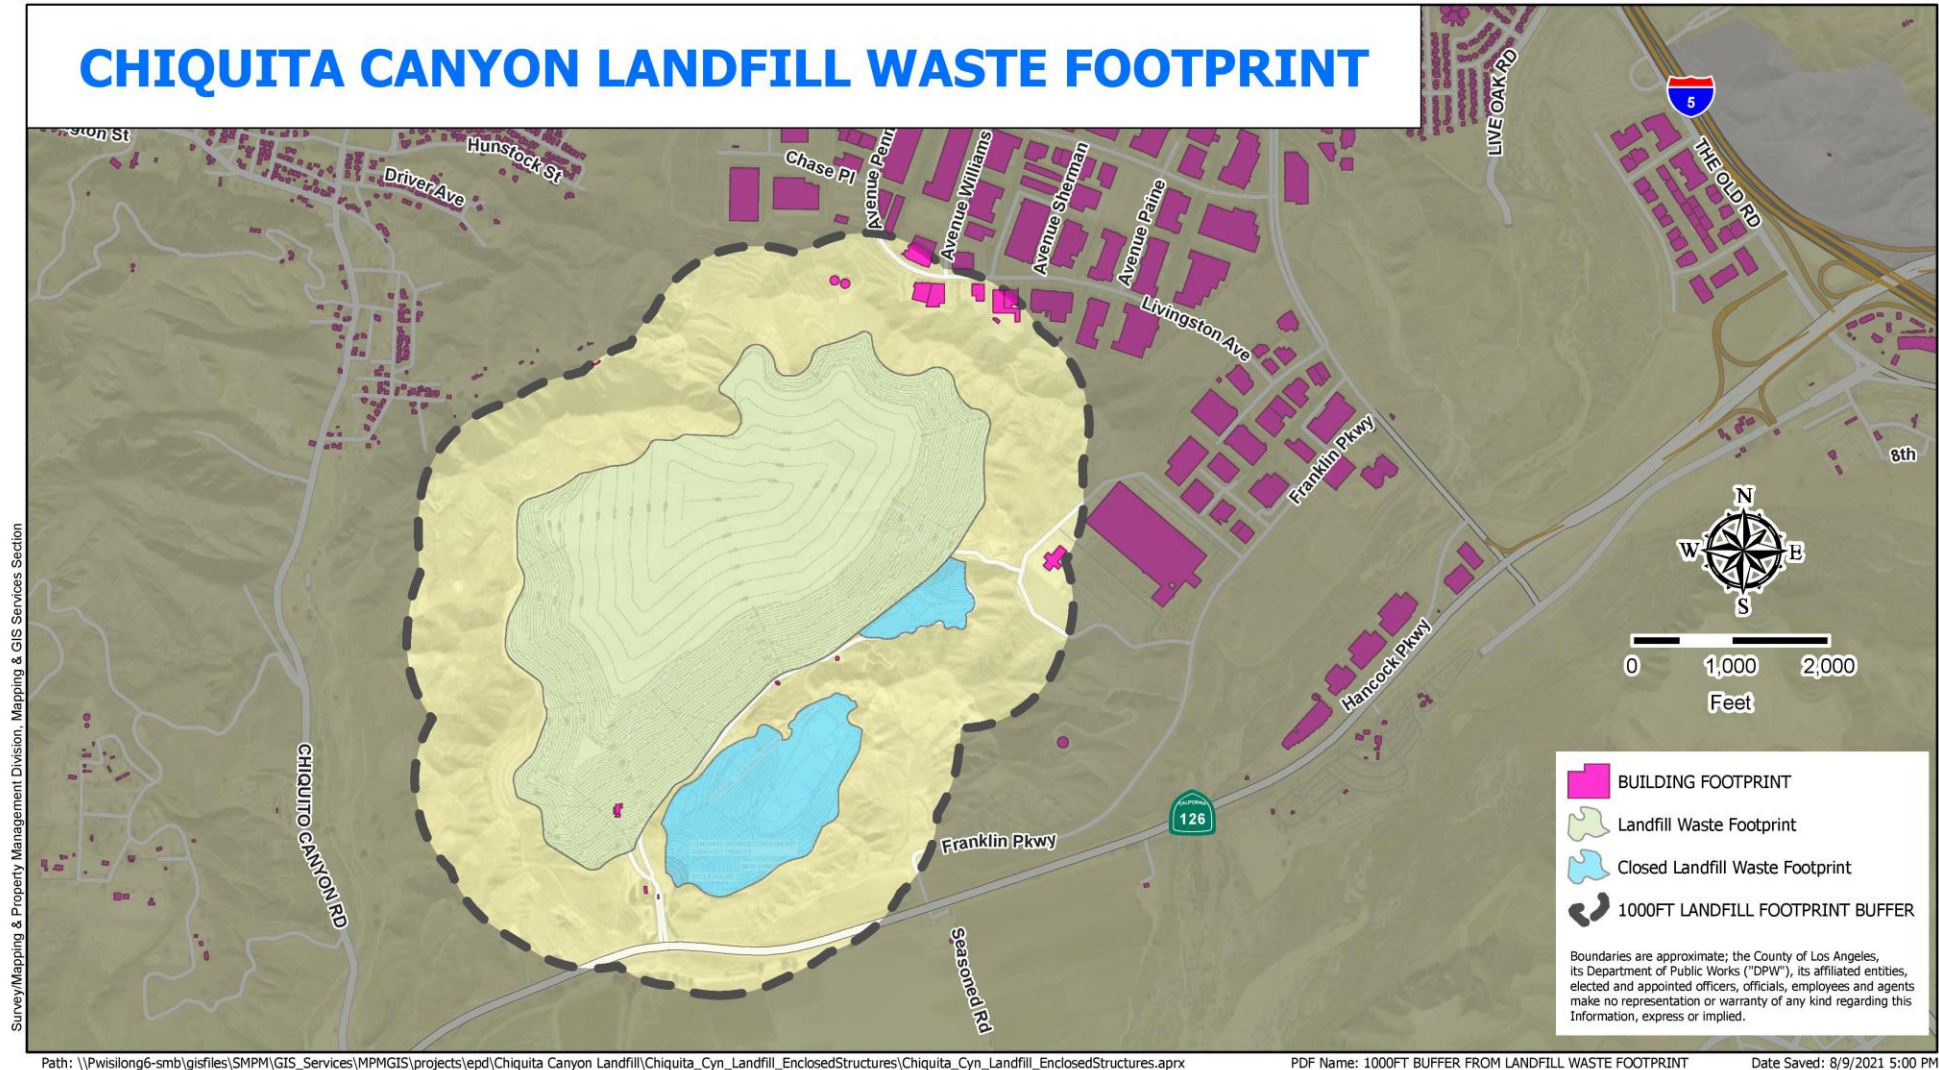 CHIQUITA CANYON LANDFILL WASTE FOOTPRINT
5
LIVE OAK RD
THE OLD RD
Hunstock St
Driver Ave
Chase Pl
Avenue Penn
Avenue Williams
Avenue Sherman
Avenue Paine
Livingston Ave
Franklin Pkwy
8th
N
W
E
S
0 1,000 2,000
Feet
Hancock Pkwy
CHIQUITO CANYON RD
CALIFORNIA
126
Franklin Pkwy
Seasoned Rd
BUILDING FOOTPRINT
Landfill Waste Footprint
Closed Landfill Waste Footprint
1000FT LANDFILL FOOTPRINT BUFFER
Boundaries are approximate; the County of Los Angeles,
its Department of Public Works ("DPW"), its affiliated entities,
elected and appointed officers, officials, employees and agents
make no representation or warranty of any kind regarding this
Information, express or implied.
Survey/Mapping & Property Management Division, Mapping & GIS Services Section
Path: \\Pwisilong6-smb\gisfiles\SMPM\GIS_Services\MPMGIS\projects\epd\Chiquita Canyon Landfill\Chiquita_Cyn_Landfill_EnclosedStructures\Chiquita_Cyn_Landfill_EnclosedStructures.aprx
PDF Name: 1000FT BUFFER FROM LANDFILL WASTE FOOTPRINT
Date Saved: 8/9/2021 5:00 PM